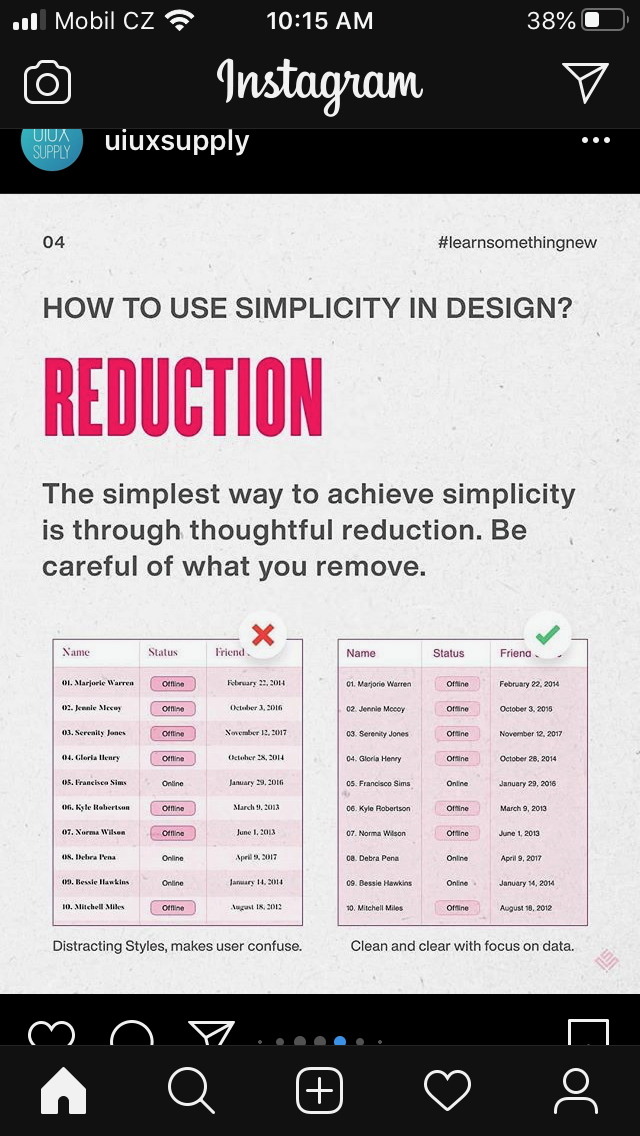 Mobil CZ 10:15 AM 38%
Instagram
UIUX
SUPPLY
uiuxsupply
04 #learnsomethingnew
HOW TO USE SIMPLICITY IN DESIGN?
REDUCTION
The simplest way to achieve simplicity
is through thoughtful reduction. Be
careful of what you remove.
Name Status Friend
01. Marjorie Warren Offline February 22, 2014
02. Jennie Mccoy Offline October 3, 2016
03. Serenity Jones Offline November 12, 2017
04. Gloria Henry Offline October 28, 2014
05. Francisco Sims Online January 29, 2016
06. Kyle Robertson Offline March 9, 2013
07. Norma Wilson Offline June 1, 2013
08. Debra Pena Online April 9, 2017
09. Bessie Hawkins Online January 14, 2014
10. Mitchell Miles Offline August 18, 2012
Distracting Styles, makes user confuse.
Name Status Friend
01. Marjorie Warren Offline February 22, 2014
02. Jennie Mccoy Offline October 3, 2016
03. Serenity Jones Offline November 12, 2017
04. Gloria Henry Offline October 28, 2014
05. Francisco Sims Online January 29, 2016
06. Kyle Robertson Offline March 9, 2013
07. Norma Wilson Offline June 1, 2013
08. Debra Pena Online April 9, 2017
09. Bessie Hawkins Online January 14, 2014
10. Mitchell Miles Offline August 18, 2012
Clean and clear with focus on data.